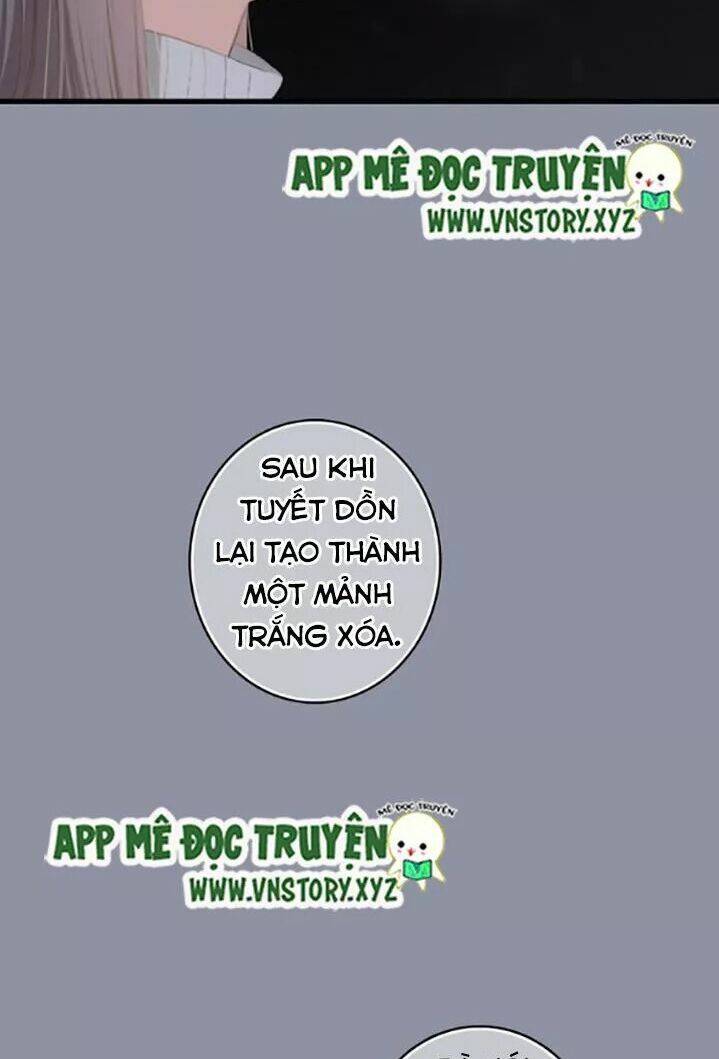 MÊ ĐỌC TRUYỆN
APP MÊ ĐỌC TRUYỆN
WWW.VNSTORY.XYZ
SAU KHI
TUYẾT DỒN
LẠI TẠO THÀNH
MỘT MẢNH
TRẮNG XÓA.
MÊ ĐỌC TRUYỆN
APP MÊ ĐỌC TRUYỆN
WWW.VNSTORY.XYZ